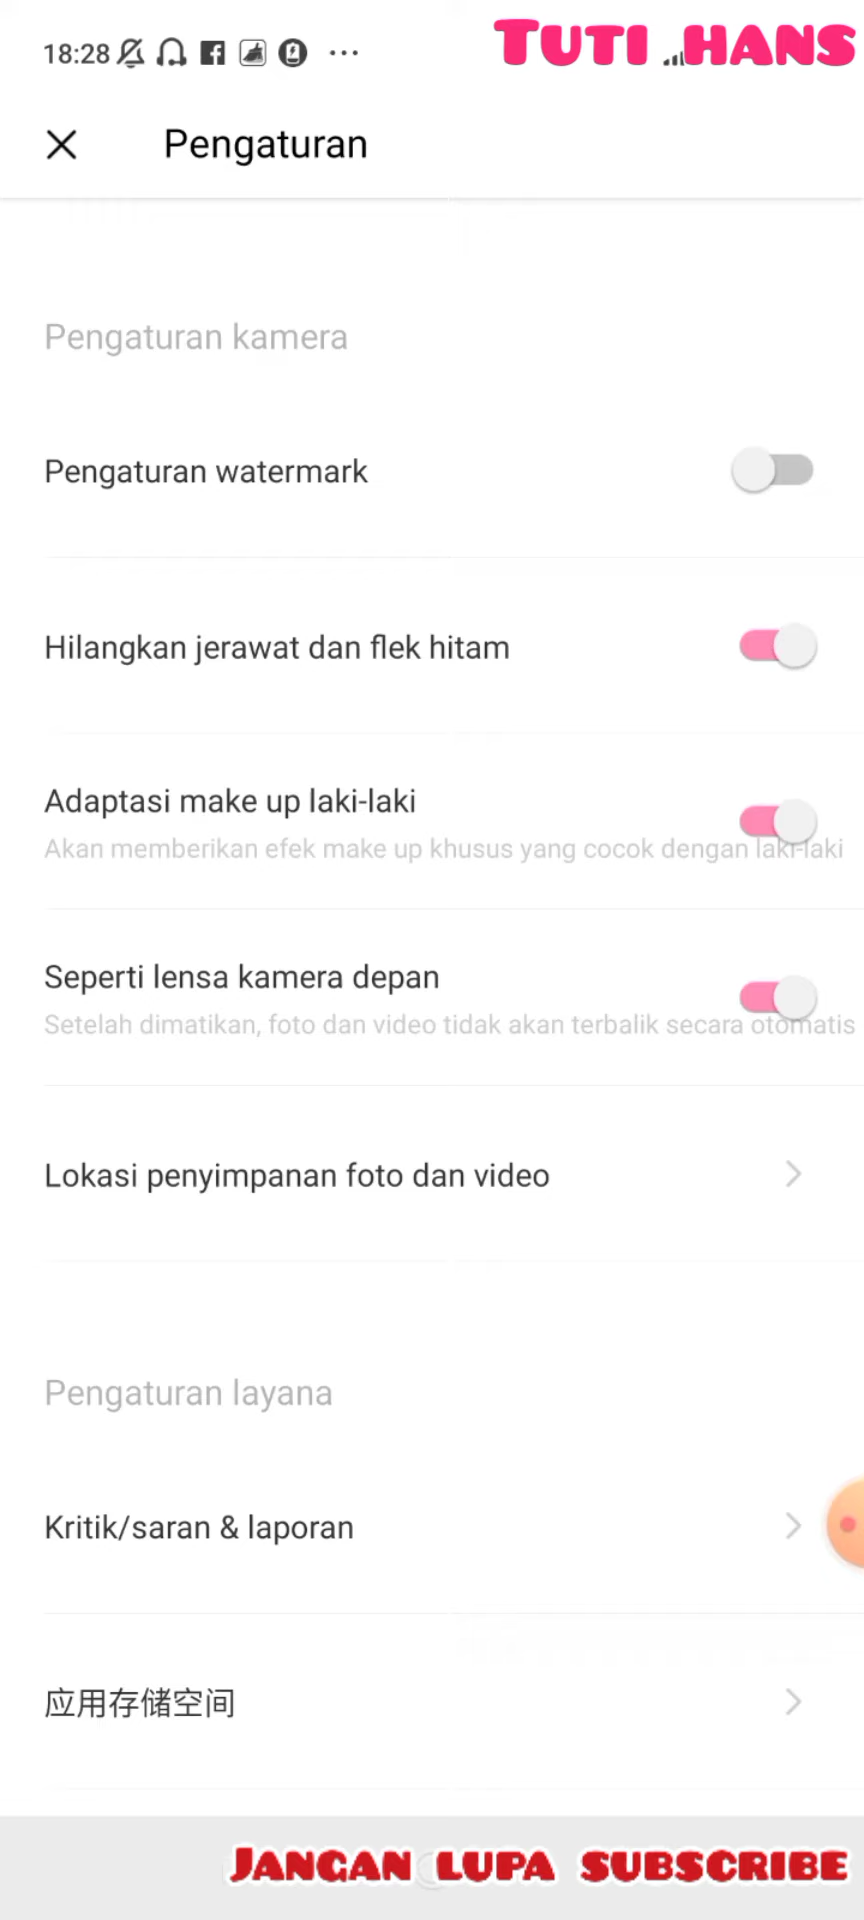 18:28
TUTI HANS
Pengaturan
Pengaturan kamera
Pengaturan watermark
Hilangkan jerawat dan flek hitam
Adaptasi make up laki-laki
Akan memberikan efek make up khusus yang cocok dengan laki-laki
Seperti lensa kamera depan
Setelah dimatikan, foto dan video tidak akan terbalik secara otomatis
Lokasi penyimpanan foto dan video
Pengaturan layana
Kritik/saran & laporan
应用存储空间
JANGAN LUPA SUBSCRIBE